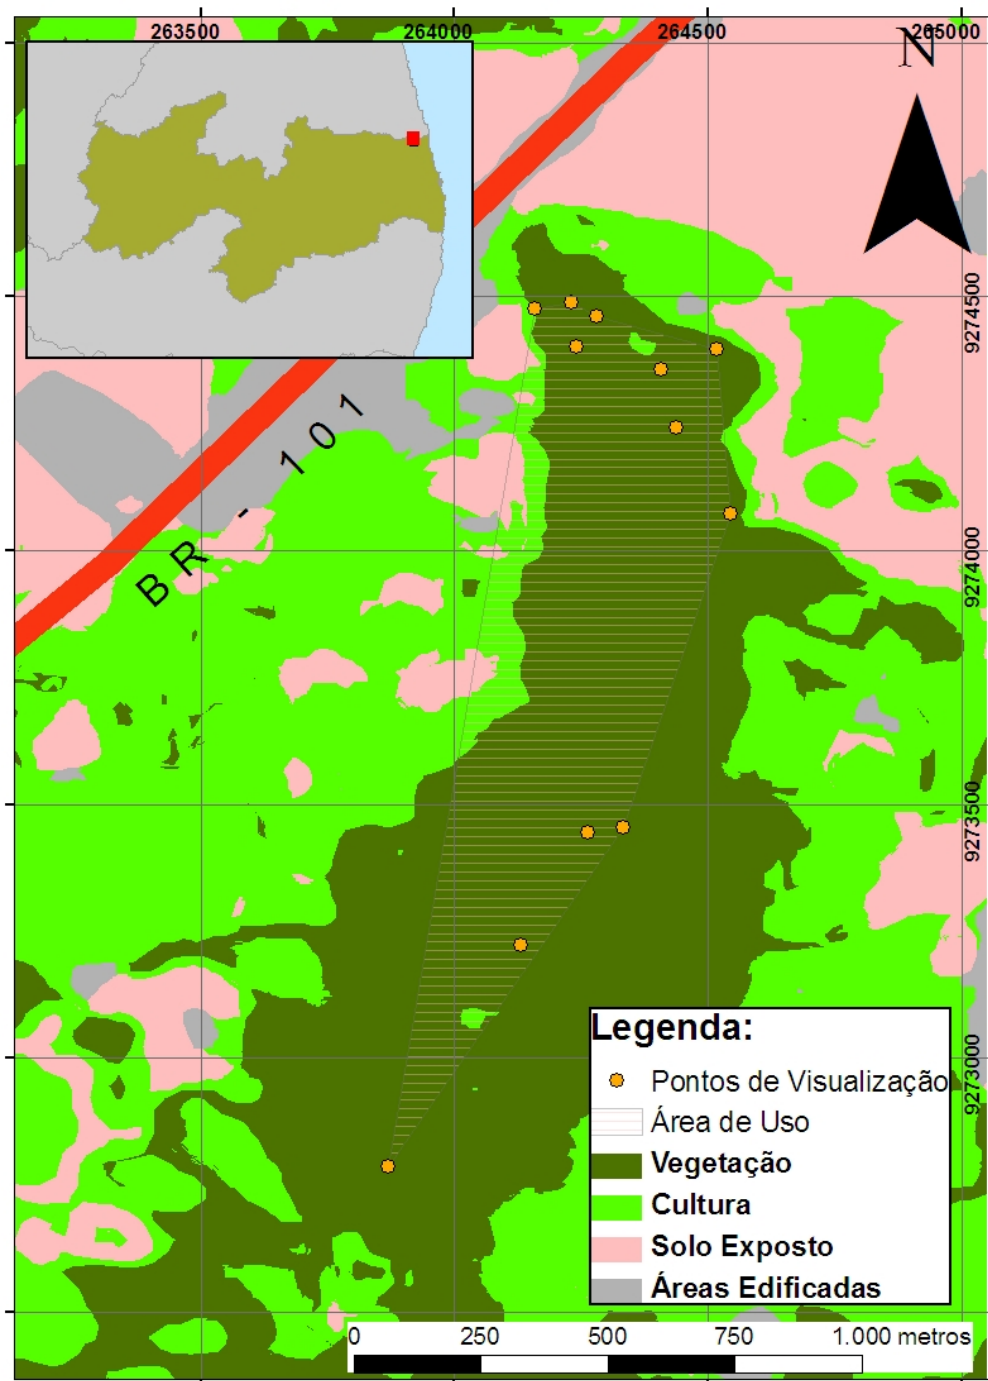 263500
264000
264500
265000
N
9274500
BR - 101
9274000
9273500
9273000
Legenda:
Pontos de Visualização
Área de Uso
Vegetação
Cultura
Solo Exposto
Áreas Edificadas
0 250 500 750 1.000 metros